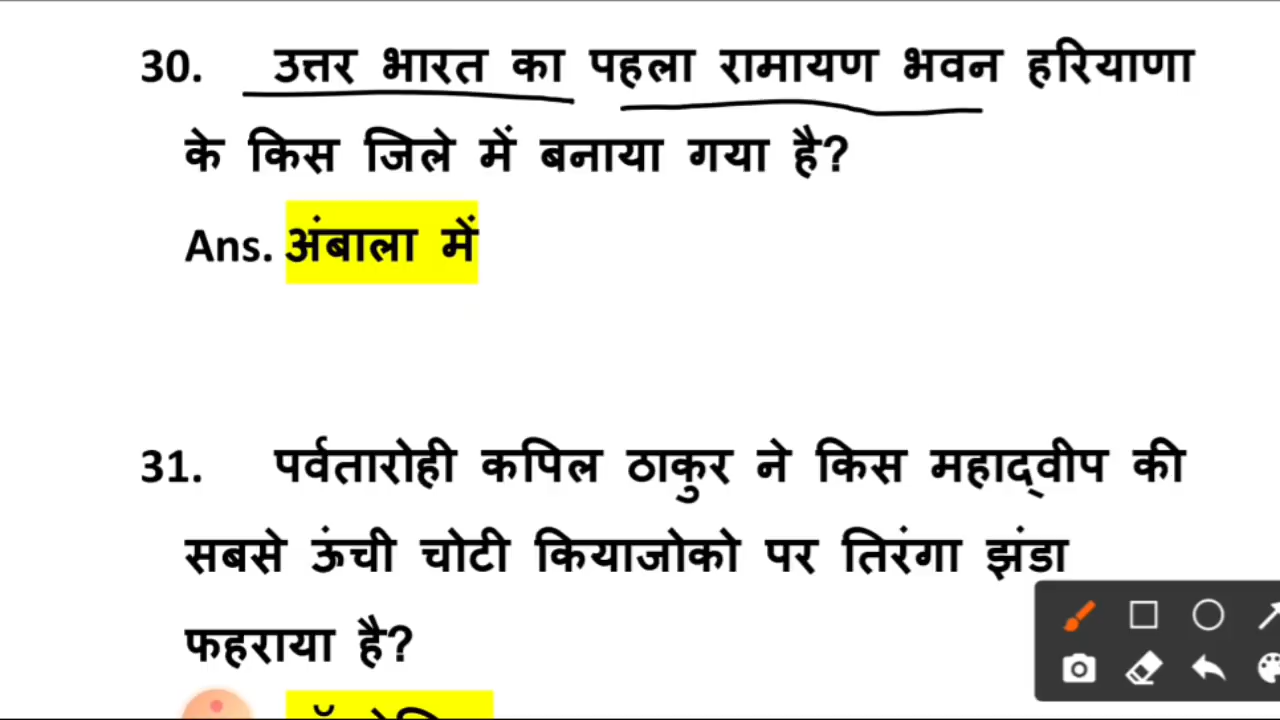 30. उत्तर भारत का पहला रामायण भवन हरियाणा
के किस जिले में बनाया गया है?
Ans. अंबाला में
31. पर्वतारोही कपिल ठाकुर ने किस महाद्वीप की
सबसे ऊंची चोटी कियाजोको पर तिरंगा झंडा
फहराया है?